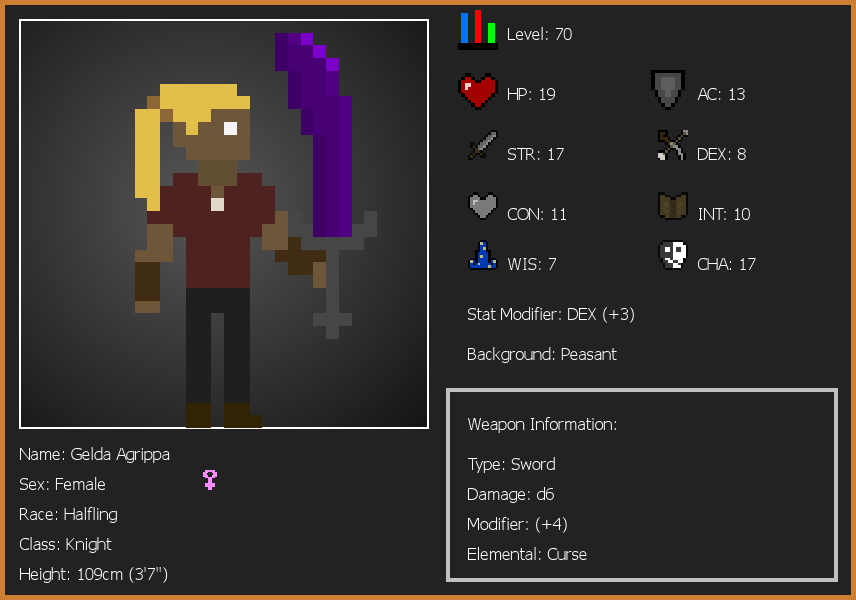 Level: 70
HP: 19
AC: 13
STR: 17
DEX: 8
CON: 11
INT: 10
WIS: 7
CHA: 17
Stat Modifier: DEX (+3)
Background: Peasant
Weapon Information:
Type: Sword
Damage: d6
Modifier: (+4)
Elemental: Curse
Name: Gelda Agrippa
Sex: Female
Race: Halfling
Class: Knight
Height: 109cm (3'7")